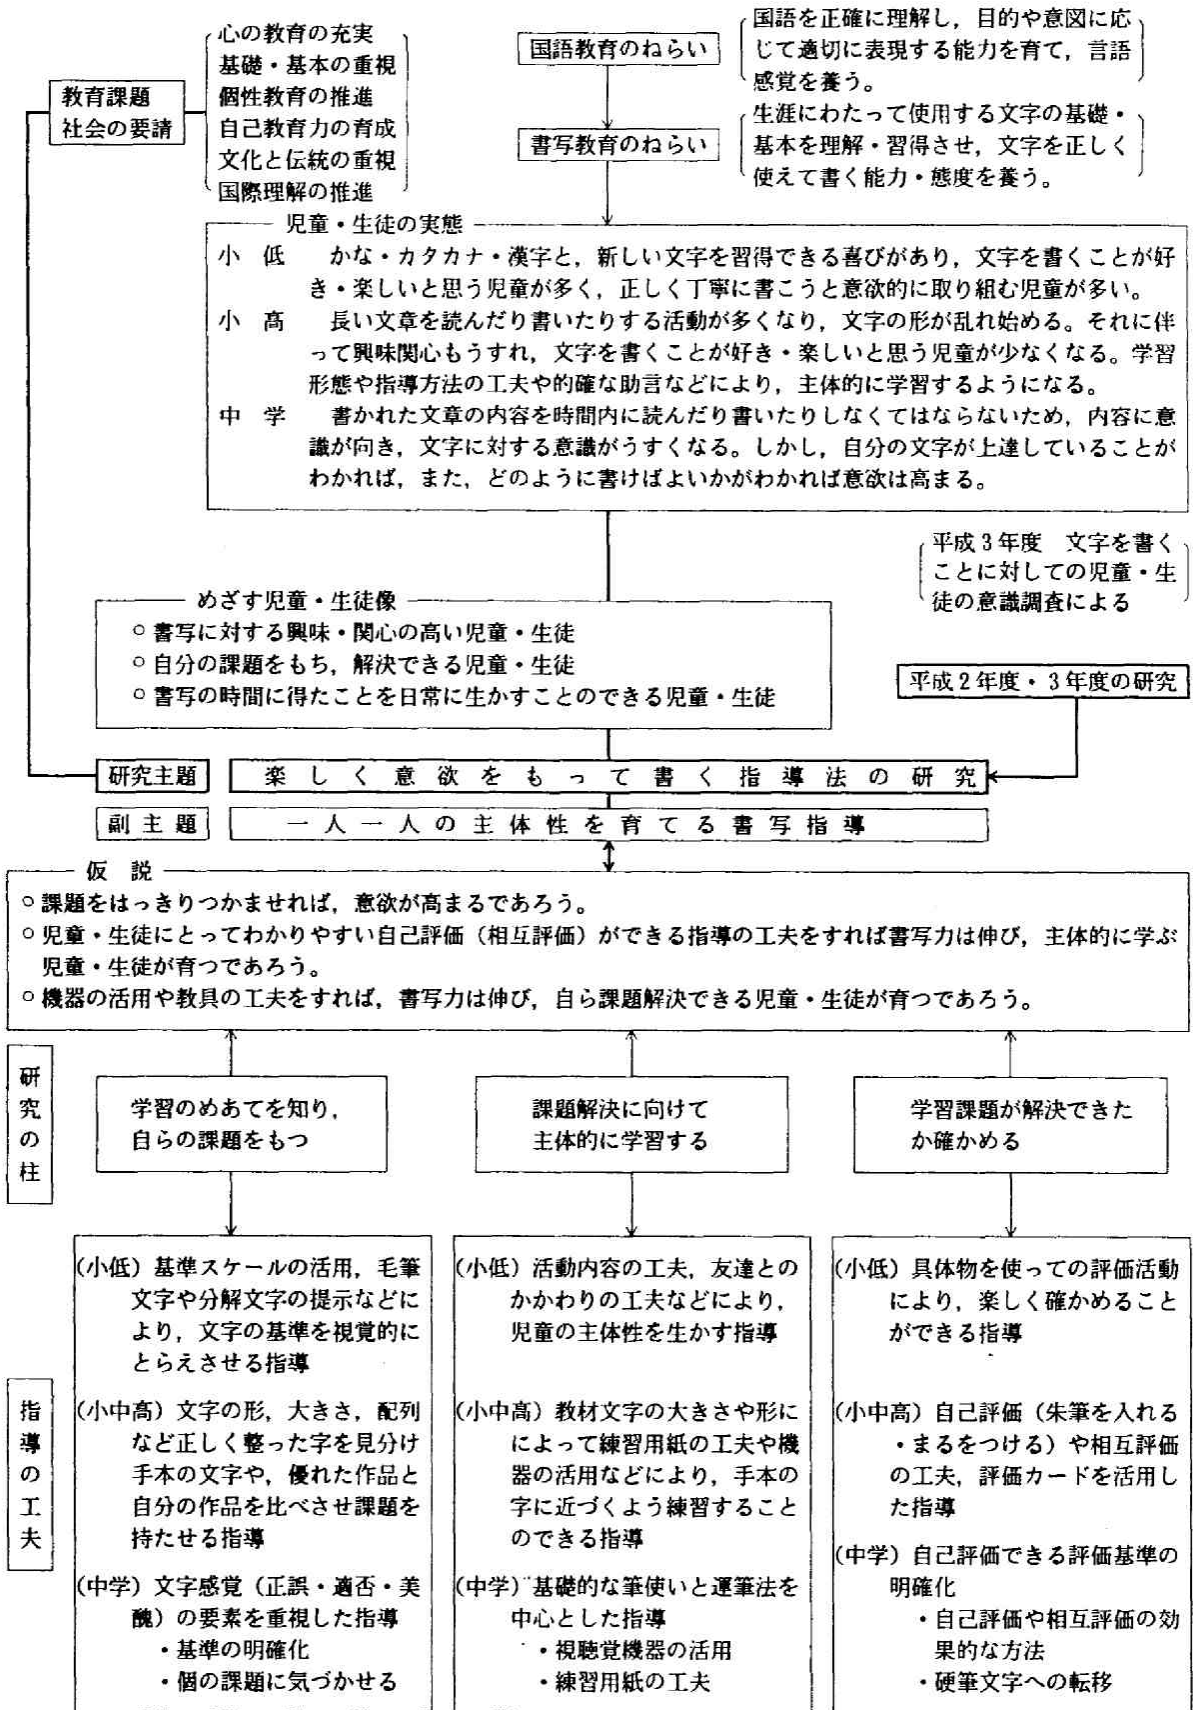 教育課題
社会の要請
心の教育の充実
基礎・基本の重視
個性教育の推進
自己教育力の育成
文化と伝統の重視
国際理解の推進
国語教育のねらい
国語を正確に理解し，目的や意図に応
じて適切に表現する能力を育て，言語
感覚を養う。
書写教育のねらい
生涯にわたって使用する文字の基礎・
基本を理解・習得させ，文字を正しく
使えて書く能力・態度を養う。
児童・生徒の実態
小　低　かな・カタカナ・漢字と，新しい文字を習得できる喜びがあり，文字を書くことが好
き・楽しいと思う児童が多く，正しく丁寧に書こうと意欲的に取り組む児童が多い。
小　高　長い文章を読んだり書いたりする活動が多くなり，文字の形が乱れ始める。それに伴
って興味関心もうすれ，文字を書くことが好き・楽しいと思う児童が少なくなる。学習
形態や指導方法の工夫や的確な助言などにより，主体的に学習するようになる。
中　学　書かれた文章の内容を時間内に読んだり書いたりしなくてはならないため，内容に意
識が向き，文字に対する意識がうすくなる。しかし，自分の文字が上達していることが
わかれば，また，どのように書けばよいかがわかれば意欲は高まる。
平成3年度　文字を書く
ことに対しての児童・生
徒の意識調査による
めざす児童・生徒像
○書写に対する興味・関心の高い児童・生徒
○自分の課題をもち，解決できる児童・生徒
○書写の時間に得たことを日常に生かすことのできる児童・生徒
平成2年度・3年度の研究
研究主題
楽しく意欲をもって書く指導法の研究
副主題
一人一人の主体性を育てる書写指導
仮　説
○課題をはっきりつかませれば，意欲が高まるであろう。
○児童・生徒にとってわかりやすい自己評価（相互評価）ができる指導の工夫をすれば書写力は伸び，主体的に学ぶ
児童・生徒が育つであろう。
○機器の活用や教具の工夫をすれば，書写力は伸び，自ら課題解決できる児童・生徒が育つであろう。
研究の柱
学習のめあてを知り，
自らの課題をもつ
課題解決に向けて
主体的に学習する
学習課題が解決できた
か確かめる
指導の工夫
（小低）基準スケールの活用，毛筆
文字や分解文字の提示などに
より，文字の基準を視覚的に
とらえさせる指導
（小中高）文字の形，大きさ，配列
など正しく整った字を見分け
手本の文字や，優れた作品と
自分の作品を比べさせ課題を
持たせる指導
（中学）文字感覚（正誤・適否・美
醜）の要素を重視した指導
・基準の明確化
・個の課題に気づかせる
（小低）活動内容の工夫，友達との
かかわりの工夫などにより，
児童の主体性を生かす指導
（小中高）教材文字の大きさや形に
よって練習用紙の工夫や機
器の活用などにより，手本の
字に近づくよう練習すること
のできる指導
（中学）基礎的な筆使いと運筆法を
中心とした指導
・視聴覚機器の活用
・練習用紙の工夫
（小低）具体物を使っての評価活動
により，楽しく確かめること
ができる指導
（小中高）自己評価（朱筆を入れる
・まるをつける）や相互評価
の工夫，評価カードを活用し
た指導
（中学）自己評価できる評価基準の
明確化
・自己評価や相互評価の効
果的な方法
・硬筆文字への転移